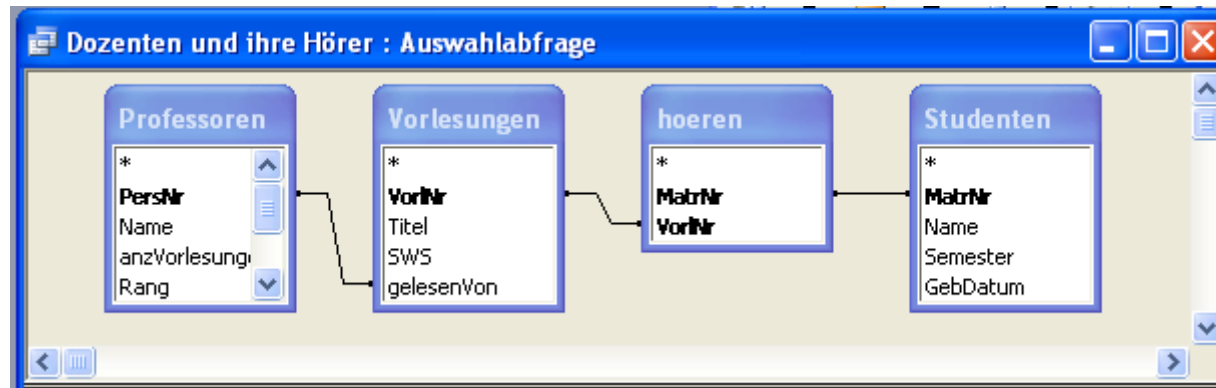 Dozenten und ihre Hörer : Auswahlabfrage
Professoren
*
PersNr
Name
anzVorlesunge
Rang
Vorlesungen
*
VorlNr
Titel
SWS
gelesenVon
hoeren
*
MatrNr
VorlNr
Studenten
*
MatrNr
Name
Semester
GebDatum